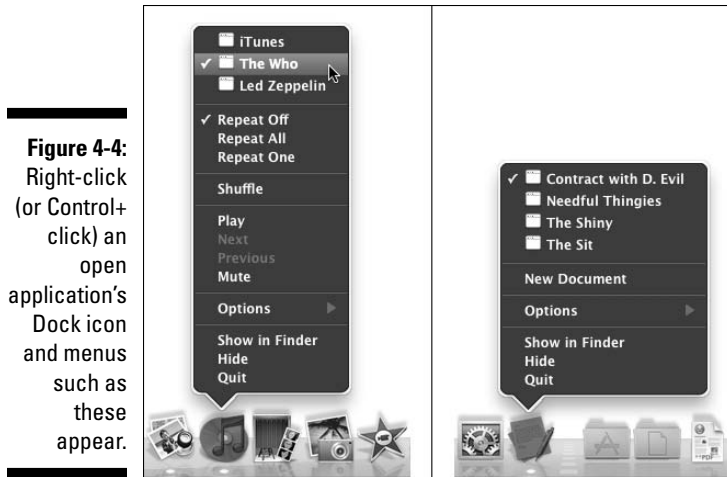 Figure 4-4:
Right-click
(or Control+
click) an
open
application's
Dock icon
and menus
such as
these
appear.
iTunes
✓ The Who
Led Zeppelin
✓ Repeat Off
Repeat All
Repeat One
Shuffle
Play
Next
Previous
Mute
Options
Show in Finder
Hide
Quit
✓ Contract with D. Evil
Needful Thingies
The Shiny
The Sit
New Document
Options
Show in Finder
Hide
Quit
PDF